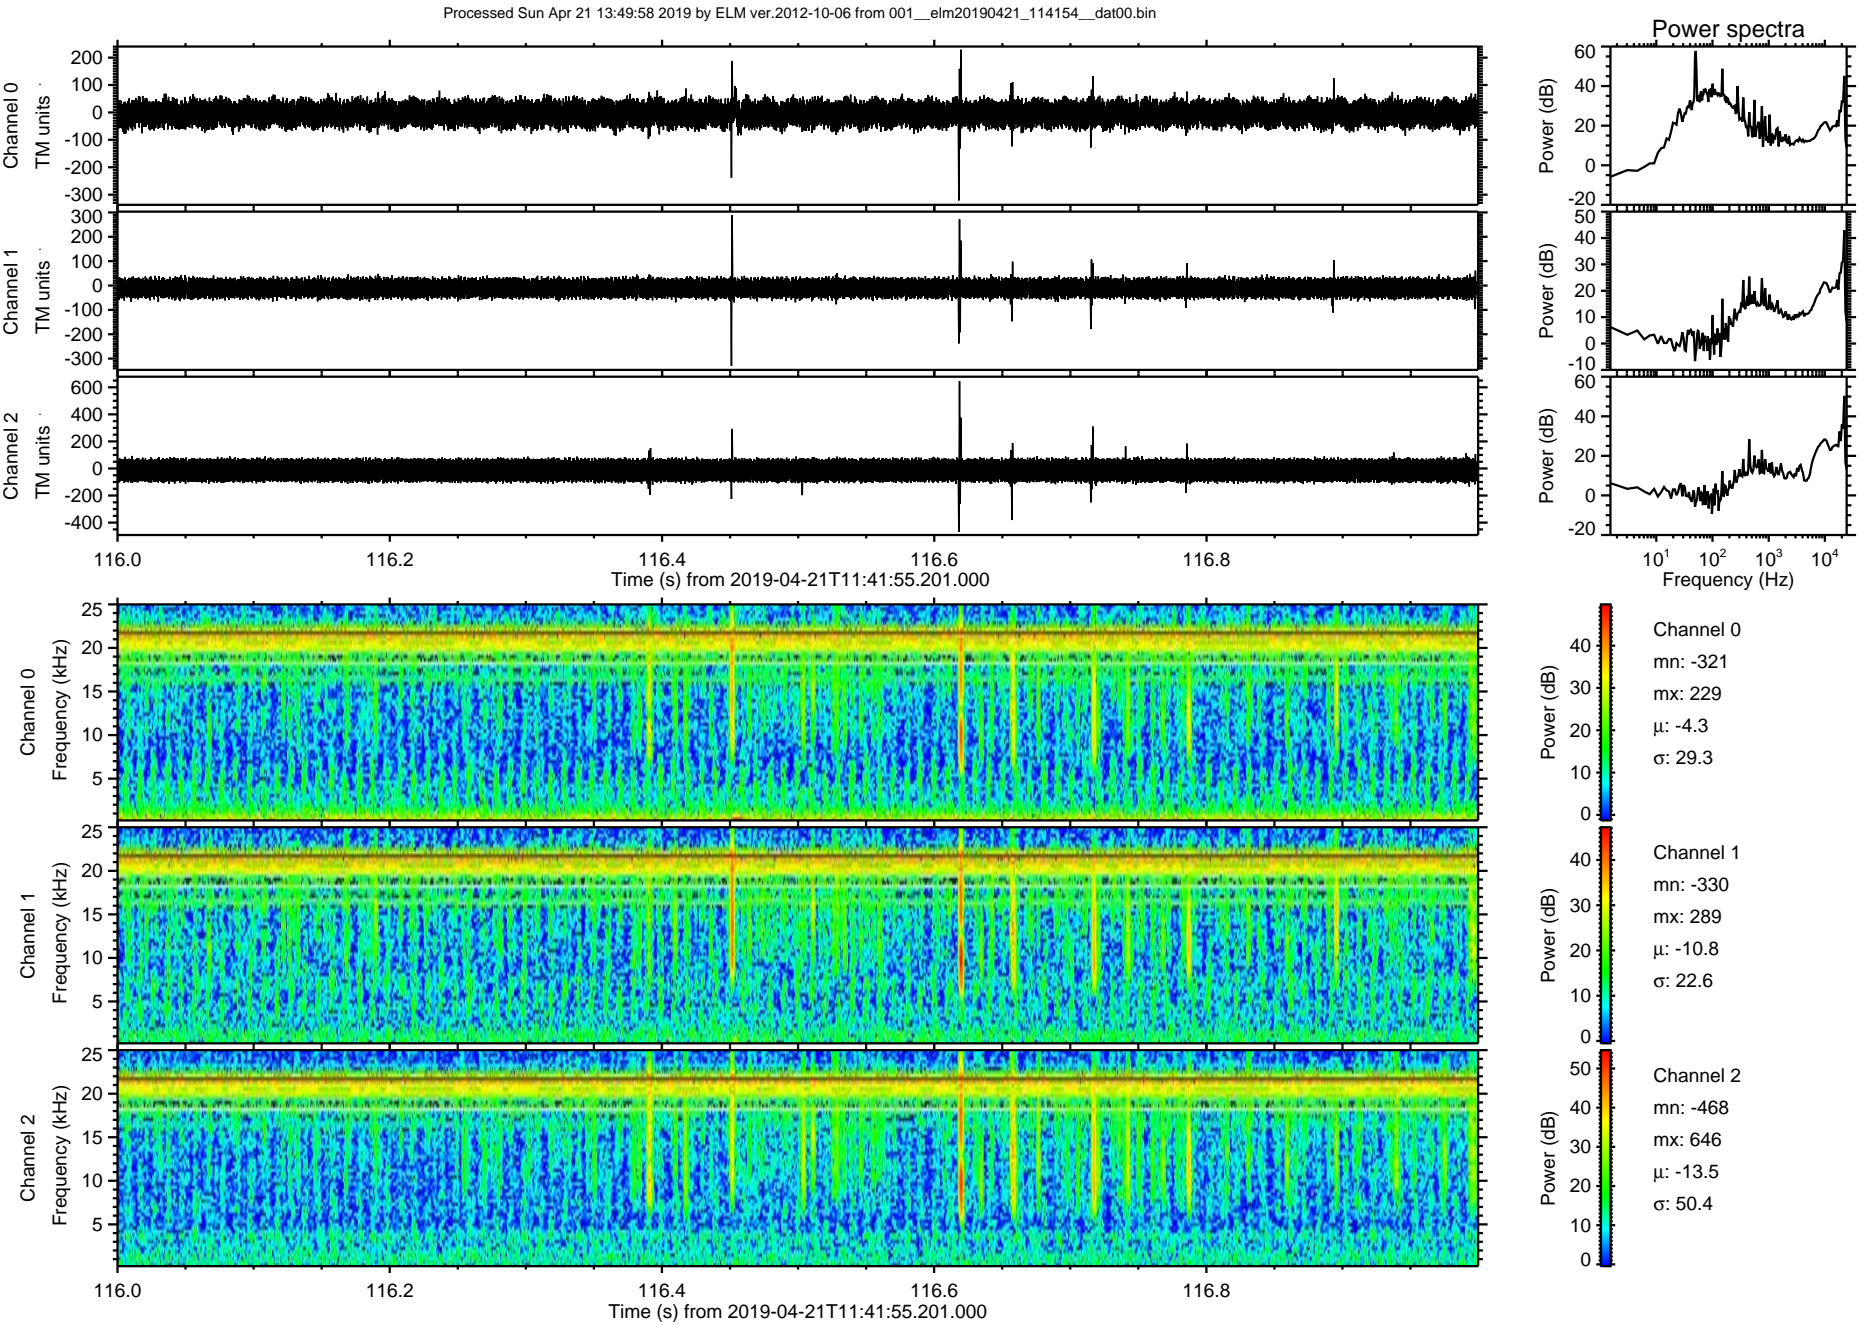 Processed Sun Apr 21 13:49:58 2019 by ELM ver.2012-10-06 from 001__elm20190421_114154__dat00.bin
Power spectra
Channel 0
TM units
200
100
0
-100
-200
-300
Power (dB)
60
40
20
0
-20
Channel 1
TM units
300
200
100
0
-100
-200
-300
Power (dB)
50
40
30
20
10
0
-10
Channel 2
TM units
600
400
200
0
-200
-400
Power (dB)
60
40
20
0
-20
116.0 116.2 116.4 116.6 116.8
Time (s) from 2019-04-21T11:41:55.201.000
10^1 10^2 10^3 10^4
Frequency (Hz)
Channel 0
Frequency (kHz)
25
20
15
10
5
Power (dB)
40
30
20
10
0
Channel 0
mn: -321
mx: 229
µ: -4.3
σ: 29.3
Channel 1
Frequency (kHz)
25
20
15
10
5
Power (dB)
40
30
20
10
0
Channel 1
mn: -330
mx: 289
µ: -10.8
σ: 22.6
Channel 2
Frequency (kHz)
25
20
15
10
5
Power (dB)
50
40
30
20
10
0
Channel 2
mn: -468
mx: 646
µ: -13.5
σ: 50.4
116.0 116.2 116.4 116.6 116.8
Time (s) from 2019-04-21T11:41:55.201.000